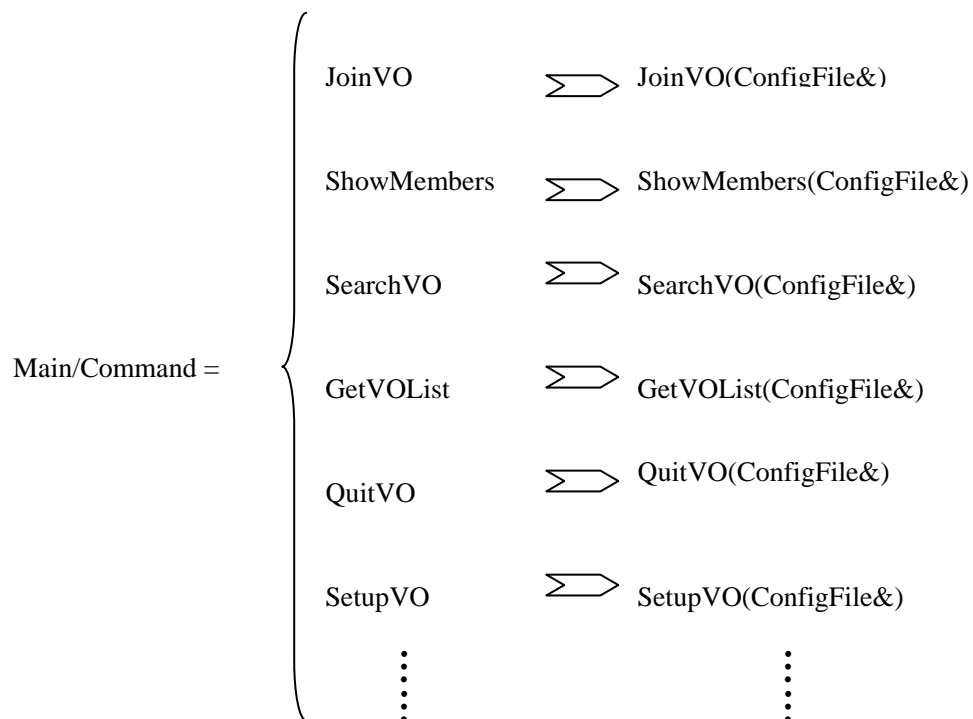 JoinVO JoinVO(ConfigFile&)
ShowMembers ShowMembers(ConfigFile&)
SearchVO SearchVO(ConfigFile&)
Main/Command =
GetVOList GetVOList(ConfigFile&)
QuitVO QuitVO(ConfigFile&)
SetupVO SetupVO(ConfigFile&)